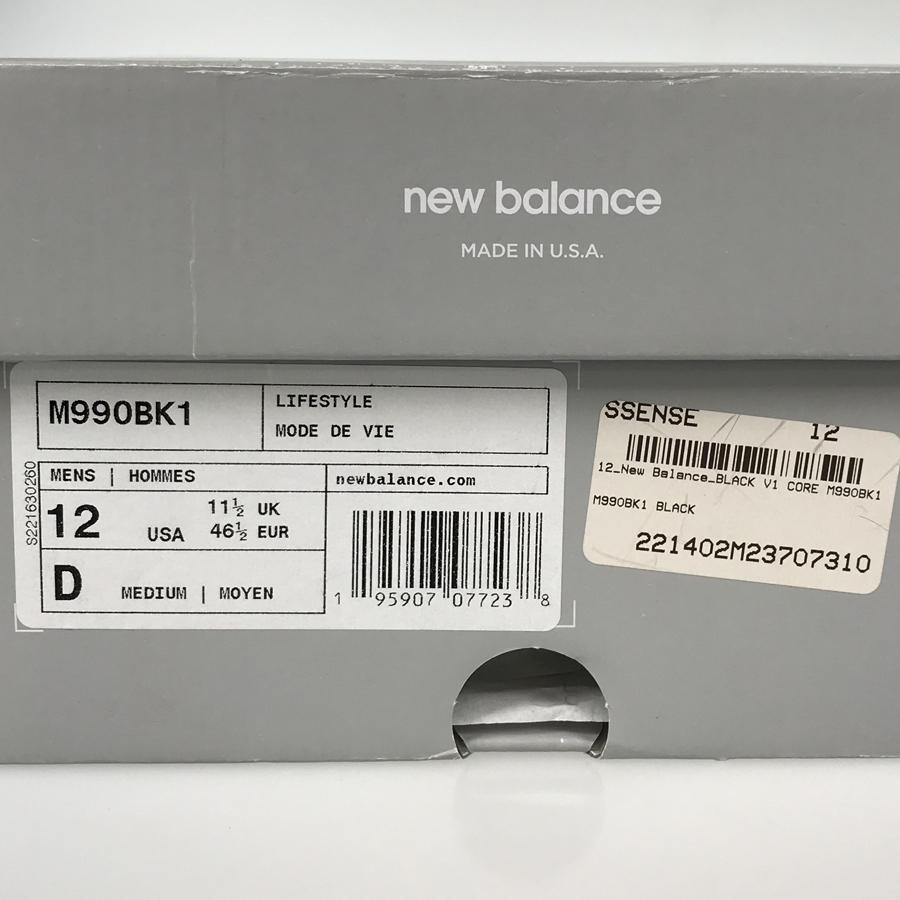 new balance
MADE IN U.S.A.
M990BK1
LIFESTYLE
MODE DE VIE
MENS | HOMMES
newbalance.com
12 USA
11½ UK
46½ EUR
D MEDIUM | MOYEN
S221630260
1 95907 07723 8
SSENSE 12
12_New Balance_BLACK V1 CORE M990BK1
M990BK1 BLACK
221402M23707310